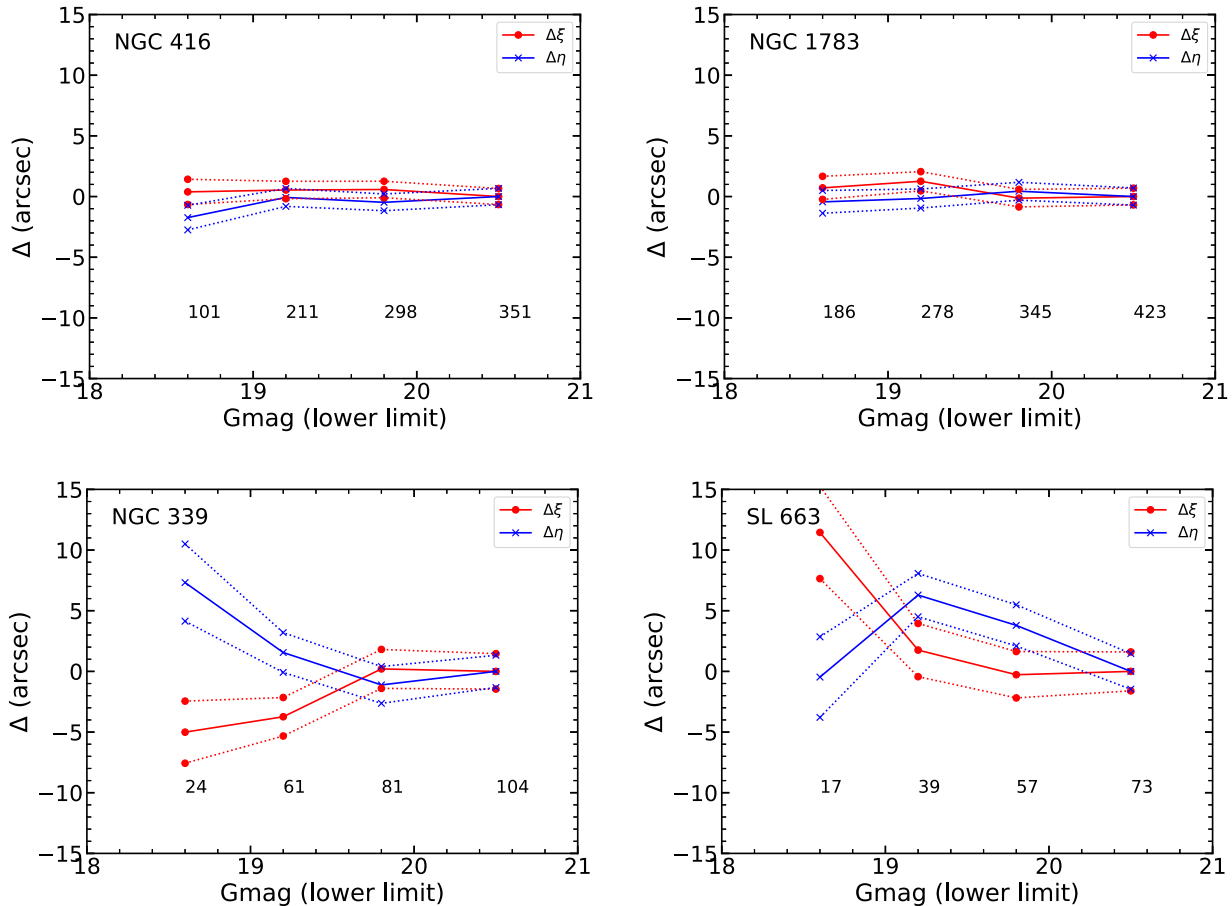 15
10
5
0
−5
−10
−15
Δ (arcsec)
NGC 416
Δξ
Δη
101 211 298 351
18 19 20 21
Gmag (lower limit)
15
10
5
0
−5
−10
−15
Δ (arcsec)
NGC 1783
Δξ
Δη
186 278 345 423
18 19 20 21
Gmag (lower limit)
15
10
5
0
−5
−10
−15
Δ (arcsec)
NGC 339
Δξ
Δη
24 61 81 104
18 19 20 21
Gmag (lower limit)
15
10
5
0
−5
−10
−15
Δ (arcsec)
SL 663
Δξ
Δη
17 39 57 73
18 19 20 21
Gmag (lower limit)